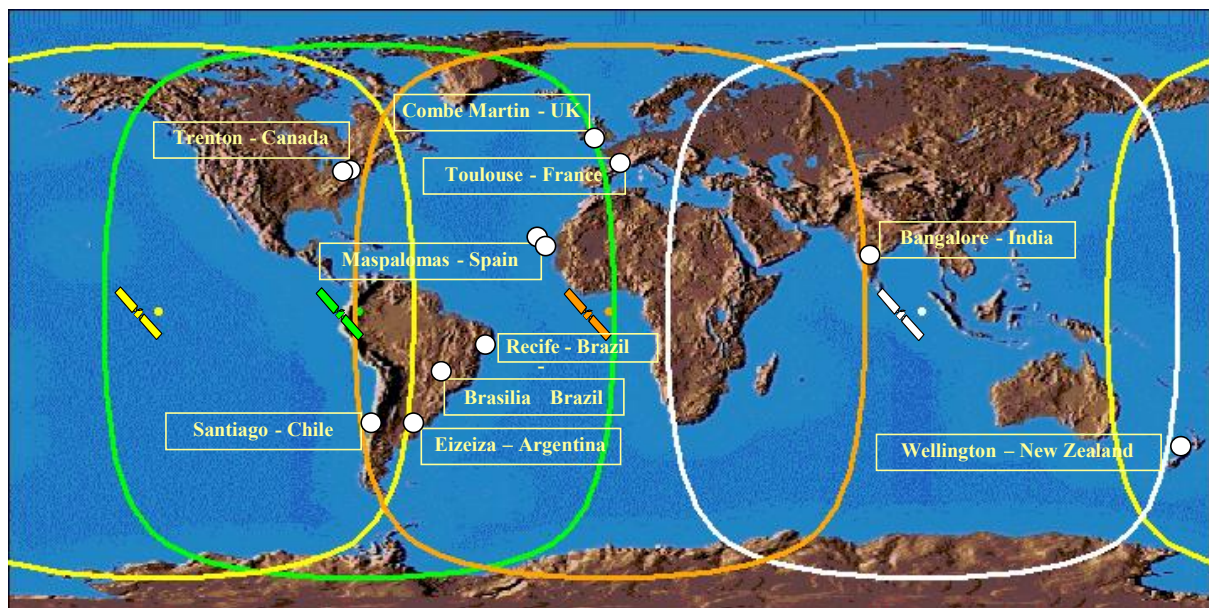 Combe Martin - UK
Trenton - Canada
Toulouse - France
Bangalore - India
Maspalomas - Spain
Recife - Brazil
-
Brasilia Brazil
Santiago - Chile
Eizeiza – Argentina
Wellington – New Zealand